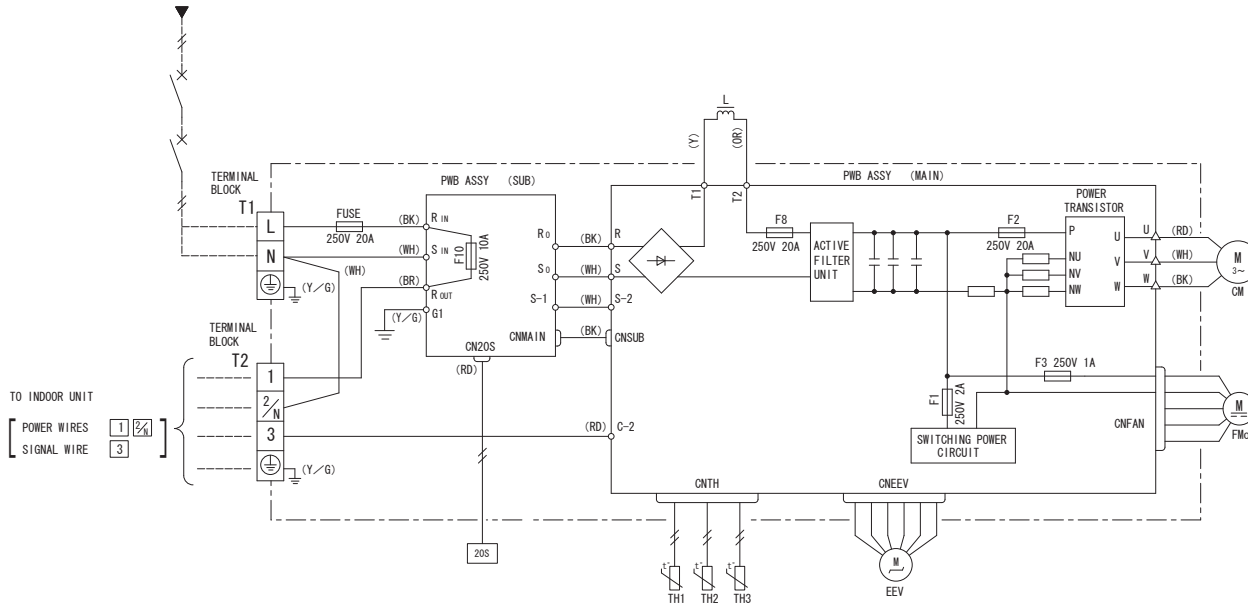 L
(Y)
(OR)
TERMINAL
BLOCK
T1
PWB ASSY (SUB)
PWB ASSY (MAIN)
T1
T2
POWER
TRANSISTOR
L
FUSE
250V 20A
(BK)
R IN
F10
250V 10A
R0
(BK)
R
F8
250V 20A
ACTIVE
FILTER
UNIT
F2
250V 20A
P
U
U
(RD)
N
(WH)
S IN
S0
(WH)
S
NU
NV
V
V
(WH)
M
3~
CM
(WH)
(Y/G)
(BR)
R OUT
S-1
(WH)
S-2
NW
W
W
(BK)
(Y/G)
G1
CNMAIN
(BK)
CNSUB
TERMINAL
BLOCK
T2
CN20S
(RD)
F3 250V 1A
1
F1
250V 2A
TO INDOOR UNIT
2/N
CNFAN
M
POWER WIRES 1 2/N
SIGNAL WIRE 3
3
(RD)
C-2
SWITCHING POWER
CIRCUIT
(Y/G)
CNTH
CNEEV
20S
t°
t°
t°
TH1
TH2
TH3
M
EEV